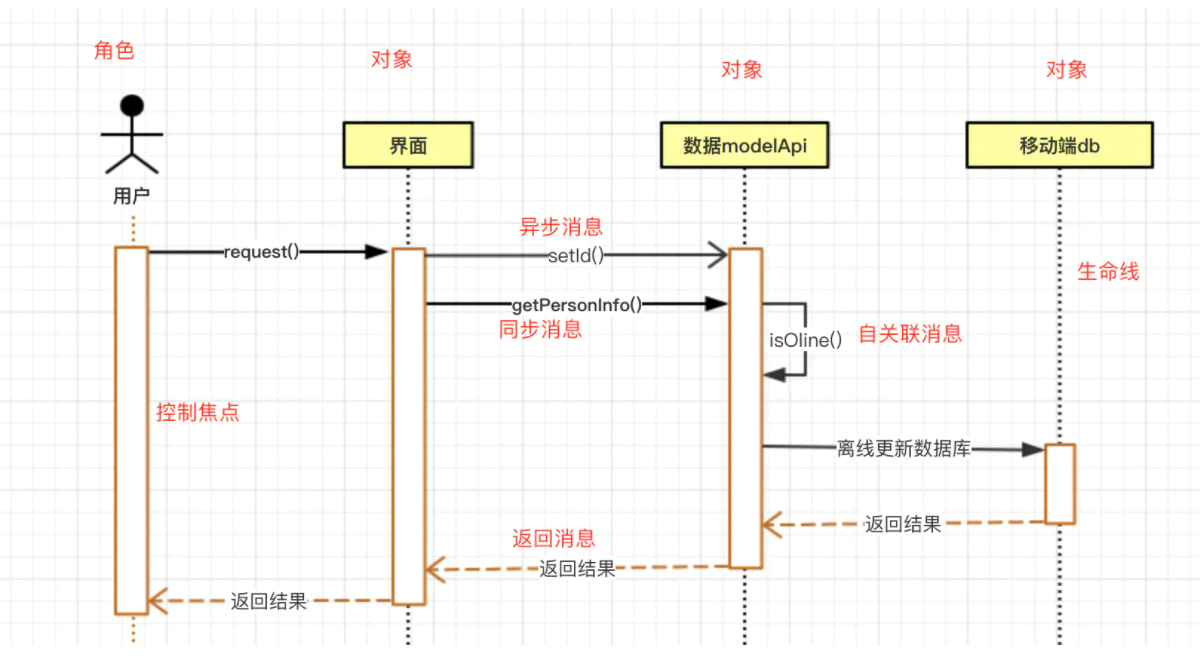 角色
对象
对象
对象
界面
数据modelApi
移动端db
用户
异步消息
request()
setId()
生命线
getPersonInfo()
同步消息
isOline()
自关联消息
控制焦点
离线更新数据库
返回结果
返回消息
返回结果
返回结果